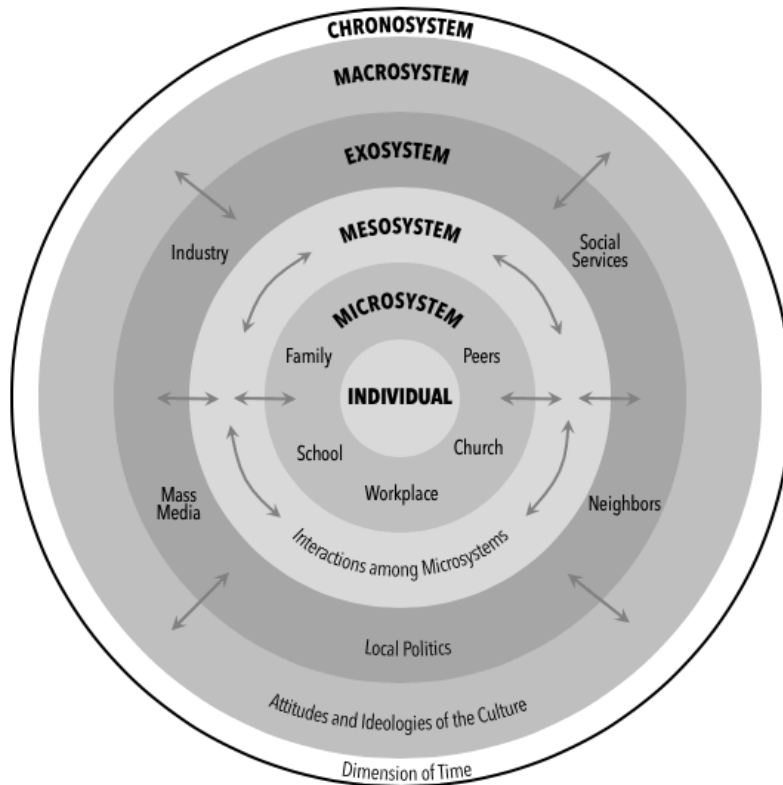 CHRONOSYSTEM
MACROSYSTEM
EXOSYSTEM
MESOSYSTEM
Industry
Social
Services
MICROSYSTEM
Family
Peers
INDIVIDUAL
School
Church
Workplace
Mass
Media
Neighbors
Interactions among Microsystems
Local Politics
Attitudes and Ideologies of the Culture
Dimension of Time